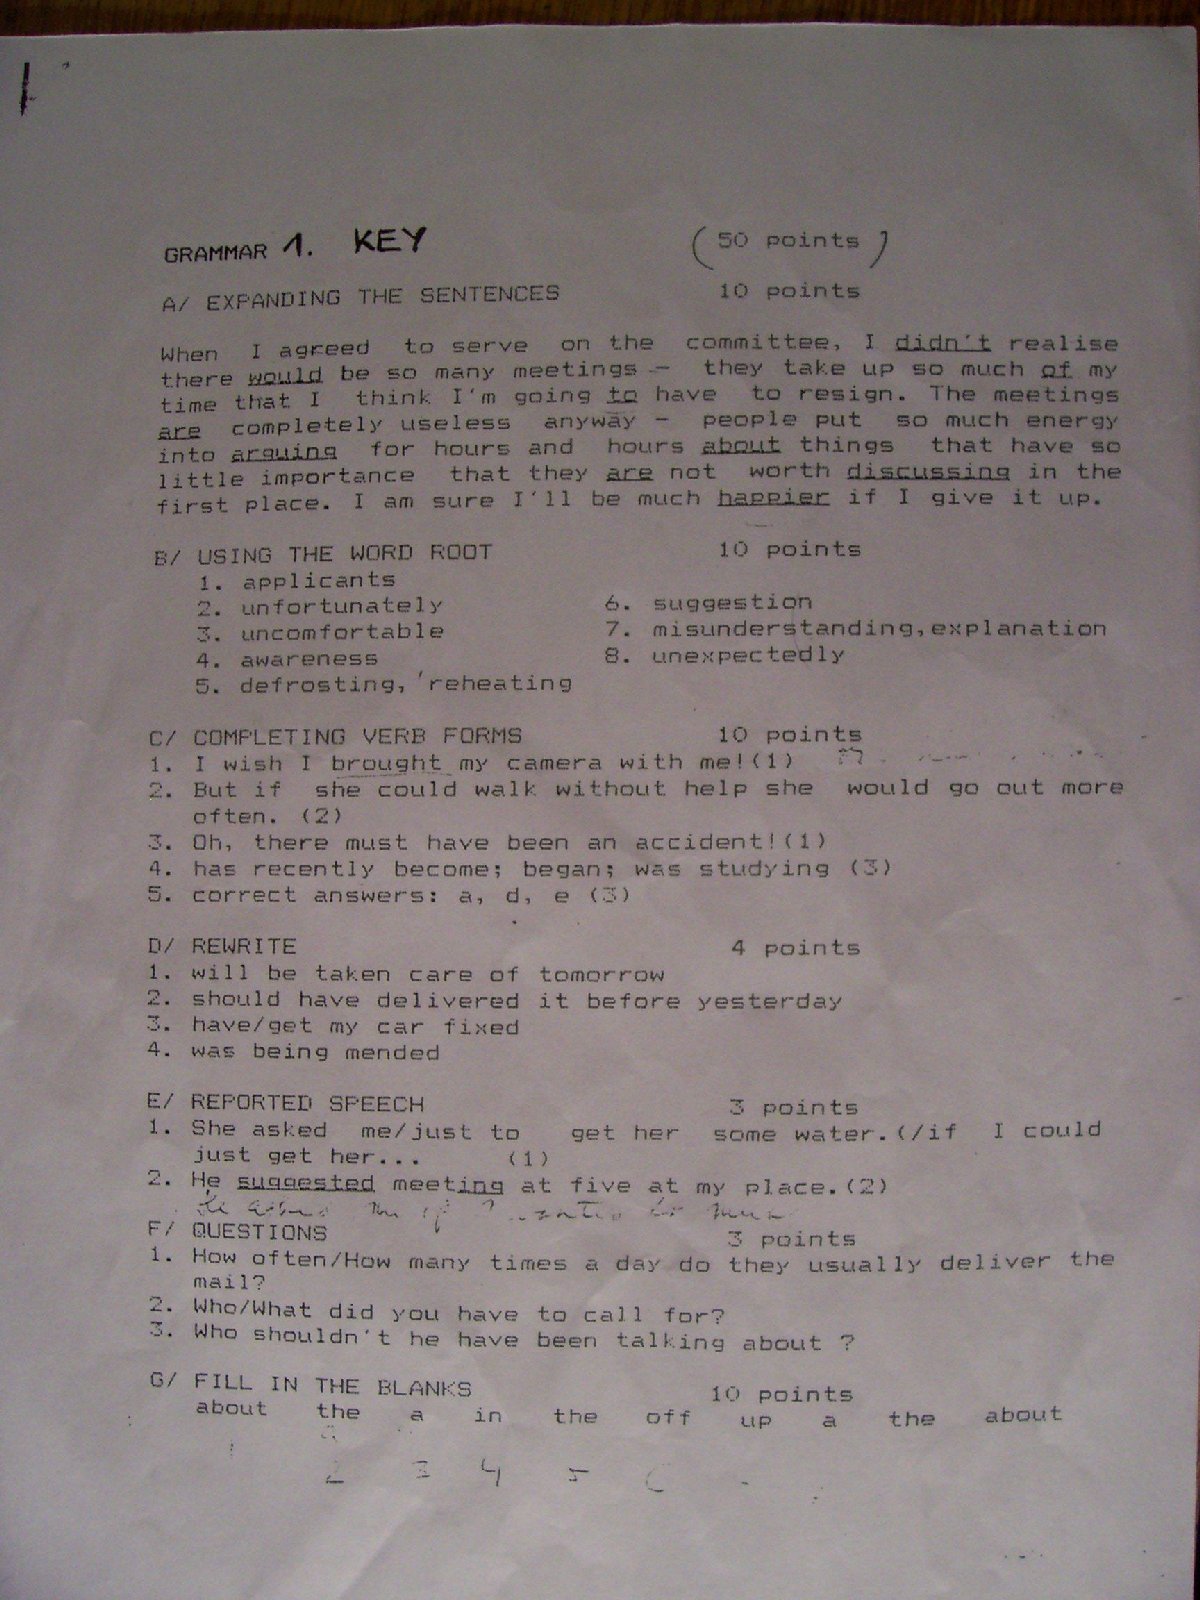 GRAMMAR 1. KEY (50 points)
A/ EXPANDING THE SENTENCES 10 points
When I agreed to serve on the committee, I didn't realise
there would be so many meetings - they take up so much of my
time that I think I'm going to have to resign. The meetings
are completely useless anyway - people put so much energy
into arguing for hours and hours about things that have so
little importance that they are not worth discussing in the
first place. I am sure I'll be much happier if I give it up.
B/ USING THE WORD ROOT 10 points
1. applicants
2. unfortunately 6. suggestion
3. uncomfortable 7. misunderstanding,explanation
4. awareness 8. unexpectedly
5. defrosting, reheating
C/ COMPLETING VERB FORMS 10 points
1. I wish I brought my camera with me!(1)
2. But if she could walk without help she would go out more
often. (2)
3. Oh, there must have been an accident!(1)
4. has recently become; began; was studying (3)
5. correct answers: a, d, e (3)
D/ REWRITE 4 points
1. will be taken care of tomorrow
2. should have delivered it before yesterday
3. have/get my car fixed
4. was being mended
E/ REPORTED SPEECH 3 points
1. She asked me/just to get her some water.(/if I could
just get her... (1)
2. He suggested meeting at five at my place.(2)
F/ QUESTIONS 3 points
1. How often/How many times a day do they usually deliver the
mail?
2. Who/What did you have to call for?
3. Who shouldn't he have been talking about ?
G/ FILL IN THE BLANKS 10 points
about the a in the off up a the about
2 3 4 5 6